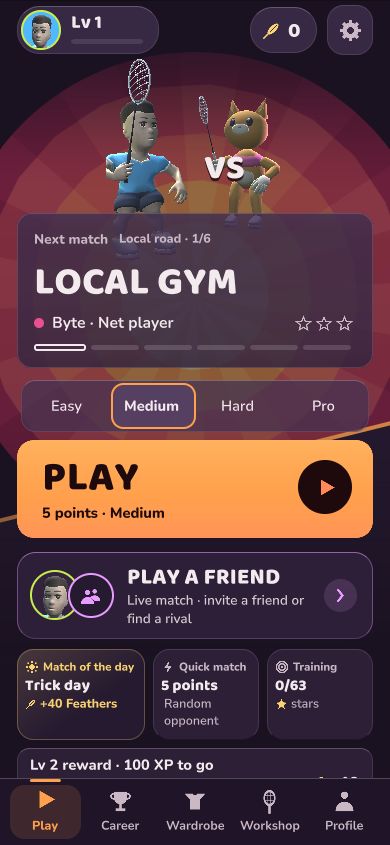 Lv 1
0
VS
Next match · Local road · 1/6
LOCAL GYM
Byte · Net player
Easy
Medium
Hard
Pro
PLAY
5 points · Medium
PLAY A FRIEND
Live match · invite a friend or
find a rival
Match of the day
Trick day
+40 Feathers
Quick match
5 points
Random
opponent
Training
0/63
stars
Lv 2 reward · 100 XP to go
Play
Career
Wardrobe
Workshop
Profile